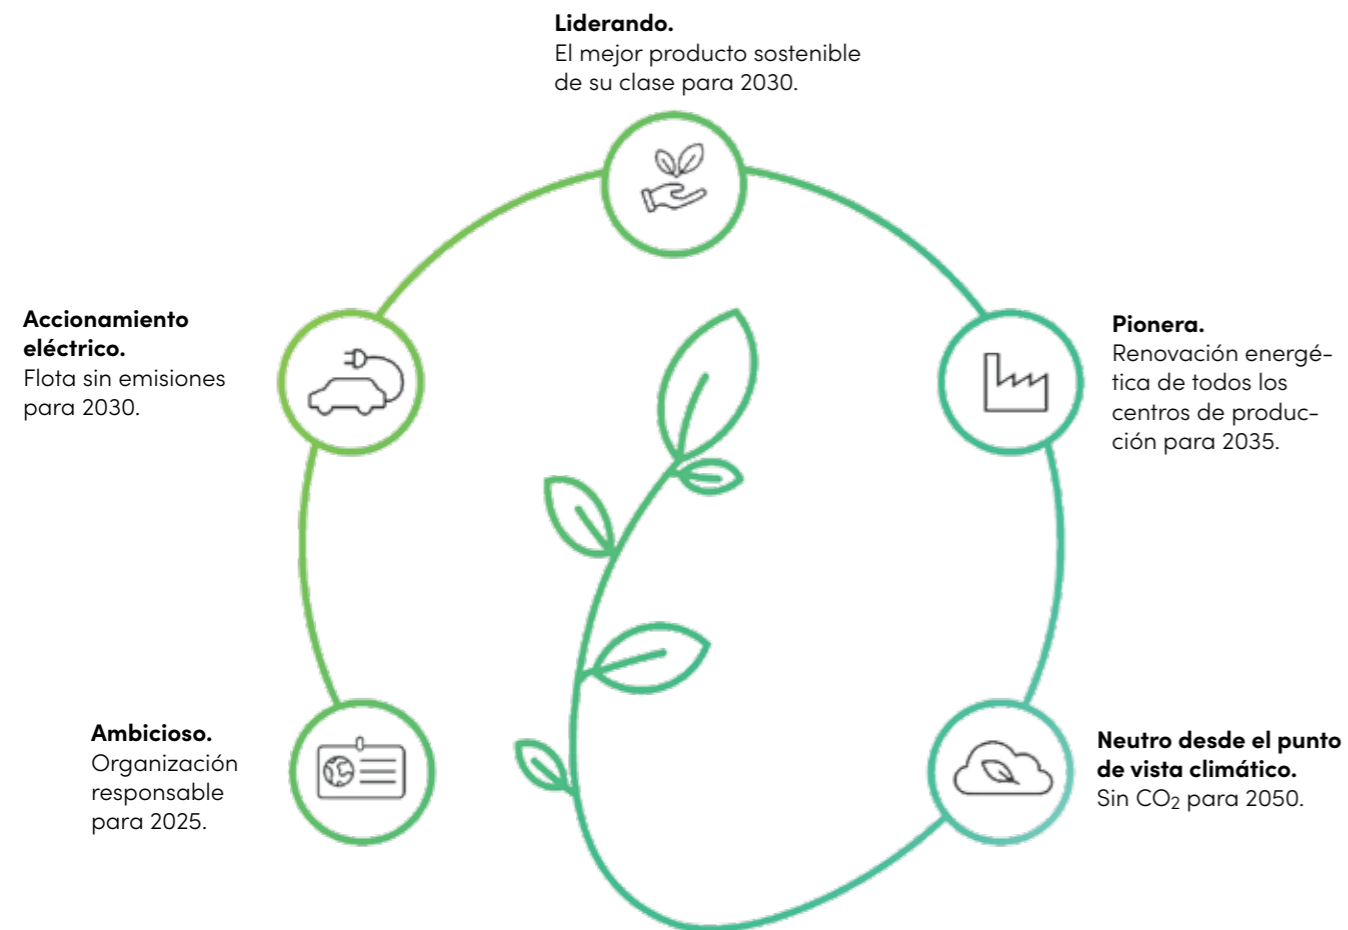 Liderando.
El mejor producto sostenible
de su clase para 2030.
Accionamiento
eléctrico.
Flota sin emisiones
para 2030.
Pionera.
Renovación energé-
tica de todos los
centros de produc-
ción para 2035.
Ambicioso.
Organización
responsable
para 2025.
Neutro desde el punto
de vista climático.
Sin CO₂ para 2050.